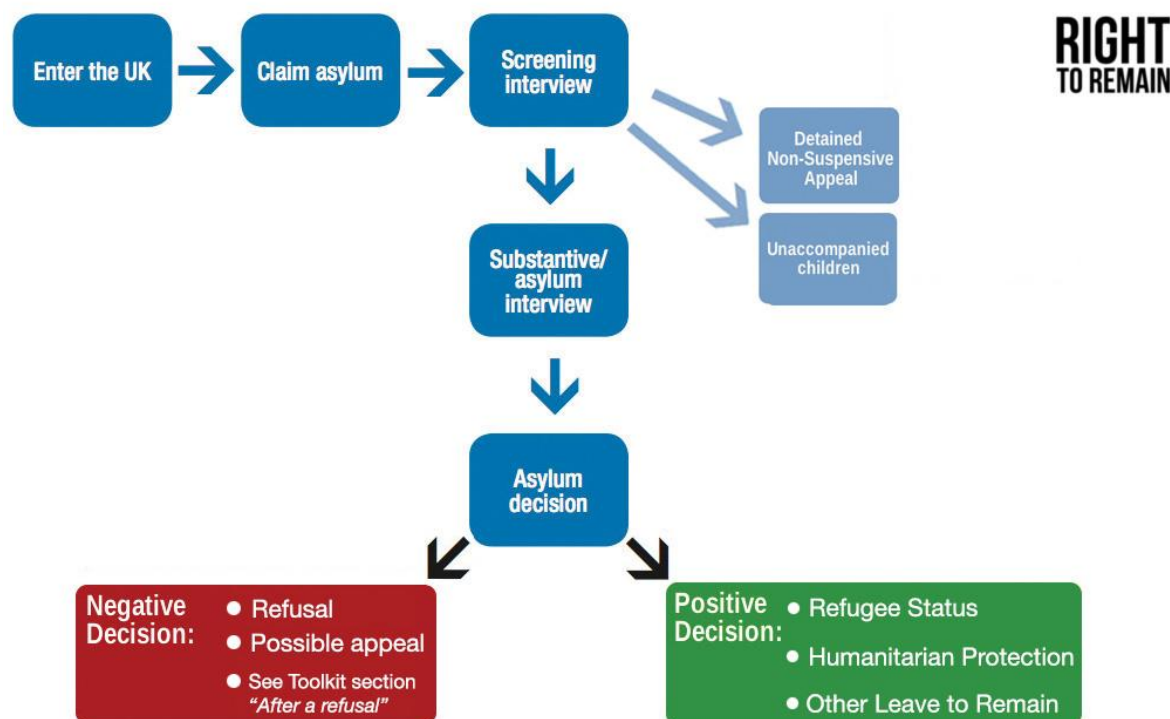 RIGHT
TO REMAIN
Enter the UK
Claim asylum
Screening
interview
Detained
Non-Suspensive
Appeal
Unaccompanied
children
Substantive/
asylum
interview
Asylum
decision
Negative
Decision:
● Refusal
● Possible appeal
● See Toolkit section
"After a refusal"
Positive
Decision:
● Refugee Status
● Humanitarian Protection
● Other Leave to Remain